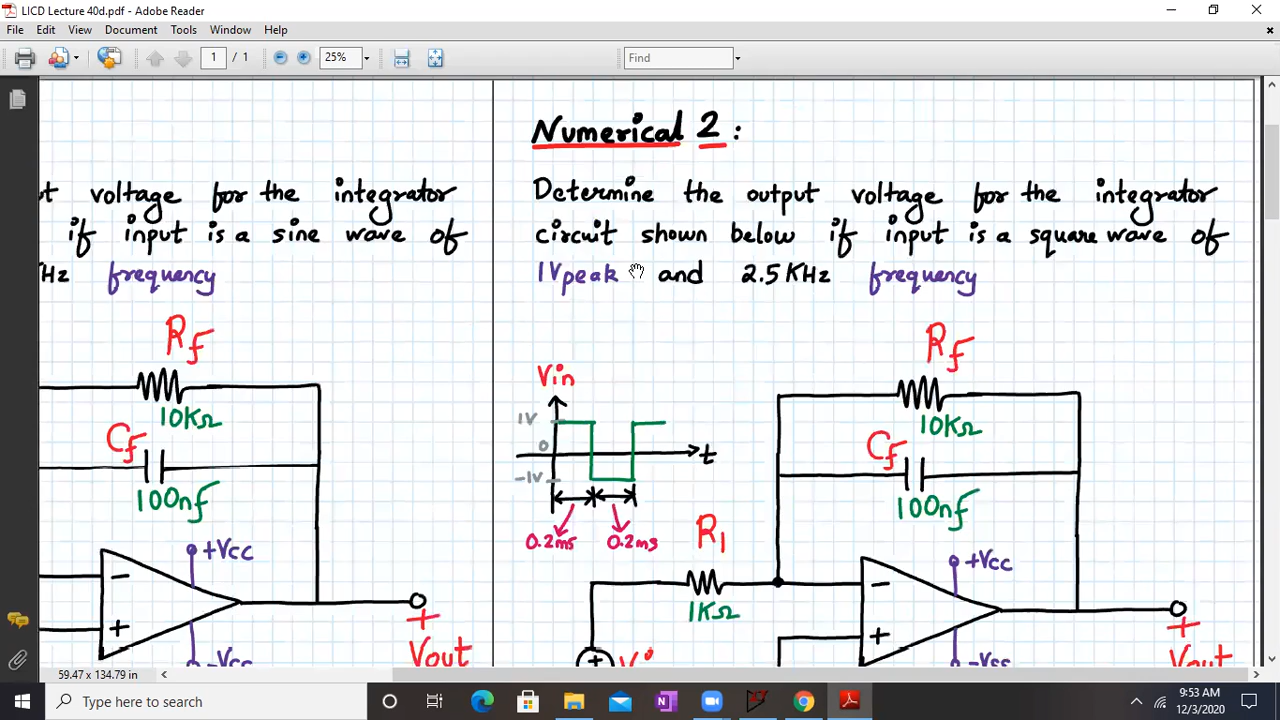 LICD Lecture 40d.pdf - Adobe Reader
File Edit View Document Tools Window Help
1 / 1 25% Find
Numerical 2 :
t voltage for the integrator
if input is a sine wave of
Hz frequency
Determine the output voltage for the integrator
circuit shown below if input is a square wave of
1Vpeak and 2.5KHz frequency
Rf
10KΩ
Cf
100nf
+Vcc
-
+
-Vcc
+
Vout
Vin
1V
0
-1V
t
0.2ms 0.2ms
R1
1KΩ
Rf
10KΩ
Cf
100nf
+Vcc
-
+
-Vcc
+
Vout
+
59.47 x 134.79 in
Type here to search
9:53 AM
12/3/2020